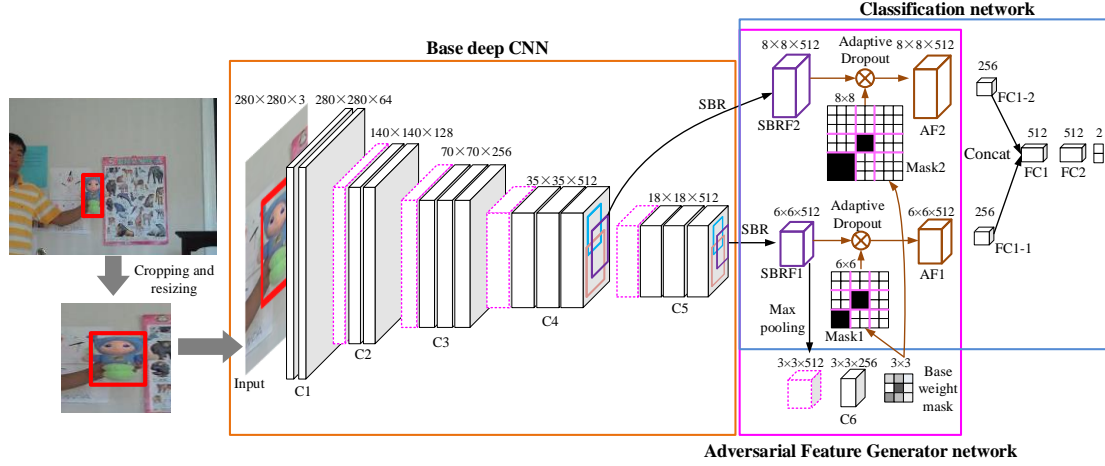 Classification network
Base deep CNN
280×280×3
280×280×64
140×140×128
70×70×256
35×35×512
18×18×512
Input
C1
C2
C3
C4
C5
Cropping and
resizing
SBR
SBR
8×8×512
SBRF2
Adaptive
Dropout
8×8×512
AF2
8×8
Mask2
6×6×512
SBRF1
Adaptive
Dropout
6×6×512
AF1
6×6
Mask1
Max
pooling
3×3×512
3×3×256
C6
3×3
Base
weight
mask
256
FC1-2
Concat
512
FC1
512
FC2
2
256
FC1-1
Adversarial Feature Generator network